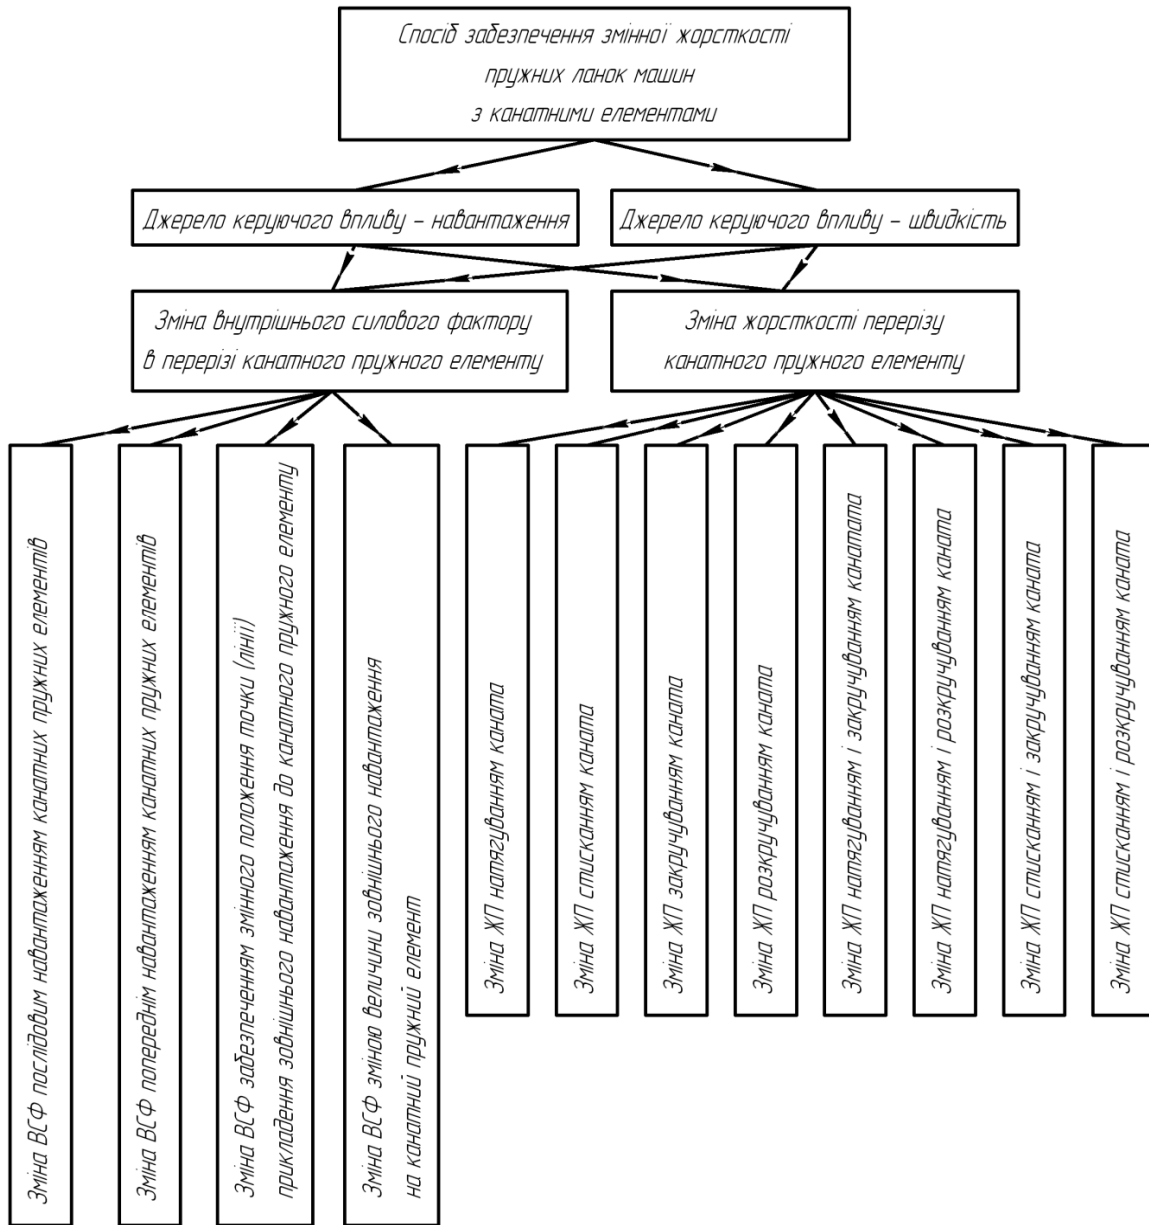 Спосіб забезпечення змінної жорсткості
пружних ланок машин
з канатними елементами
Джерело керуючого впливу – навантаження
Джерело керуючого впливу – швидкість
Зміна внутрішнього силового фактору
в перерізі канатного пружного елементу
Зміна жорсткості перерізу
канатного пружного елементу
Зміна ВСФ послідовим навантаженням канатних пружних елементів
Зміна ВСФ попереднім навантаженням канатних пружних елементів
Зміна ВСФ забезпеченням змінного положення точки (лінії)
прикладення зовнішнього навантаження до канатного пружного елементу
Зміна ВСФ зміною величини зовнішнього навантаження
на канатний пружний елемент
Зміна ЖП натягуванням каната
Зміна ЖП стисканням каната
Зміна ЖП закручуванням каната
Зміна ЖП розкручуванням каната
Зміна ЖП натягуванням і закручуванням канатата
Зміна ЖП натягуванням і розкручуванням каната
Зміна ЖП стисканням і закручуванням каната
Зміна ЖП стисканням і розкручуванням каната